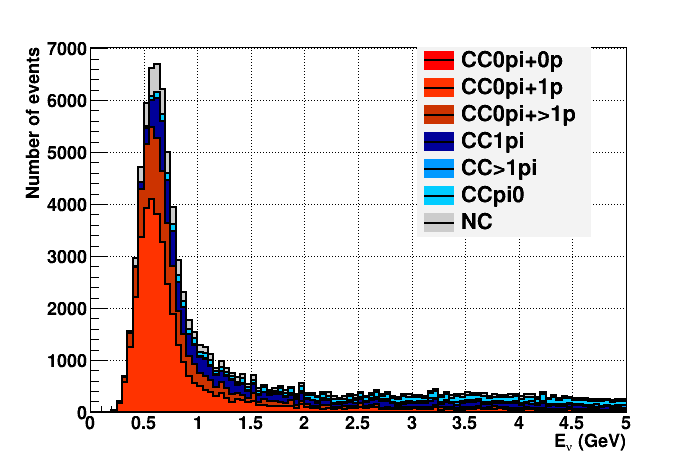 Number of events
7000
6000
5000
4000
3000
2000
1000
0
CC0pi+0p
CC0pi+1p
CC0pi+>1p
CC1pi
CC>1pi
CCpi0
NC
0 0.5 1 1.5 2 2.5 3 3.5 4 4.5 5
Eν (GeV)